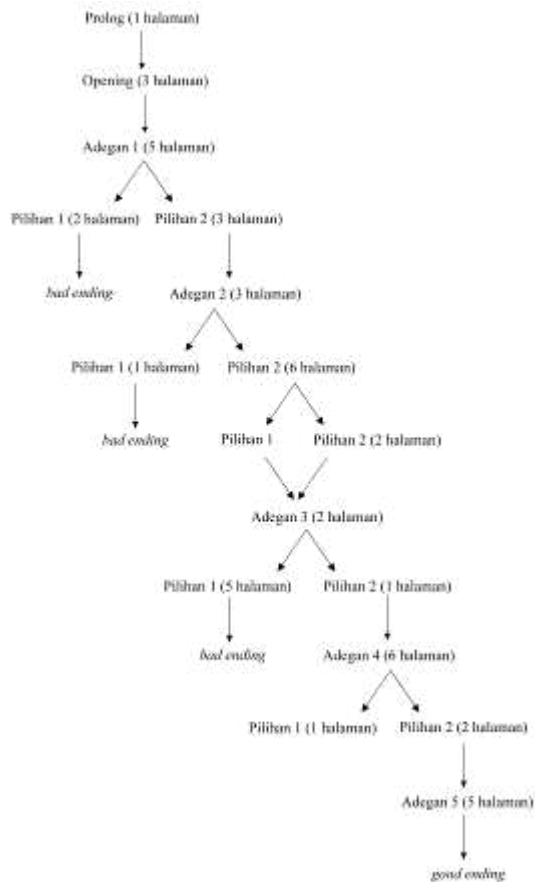 Prolog (1 halaman)
Opening (3 halaman)
Adegan 1 (5 halaman)
Pilihan 1 (2 halaman) Pilihan 2 (3 halaman)
bad ending Adegan 2 (3 halaman)
Pilihan 1 (1 halaman) Pilihan 2 (6 halaman)
bad ending Pilihan 1 Pilihan 2 (2 halaman)
Adegan 3 (2 halaman)
Pilihan 1 (5 halaman) Pilihan 2 (1 halaman)
bad ending Adegan 4 (6 halaman)
Pilihan 1 (1 halaman) Pilihan 2 (2 halaman)
Adegan 5 (5 halaman)
good ending